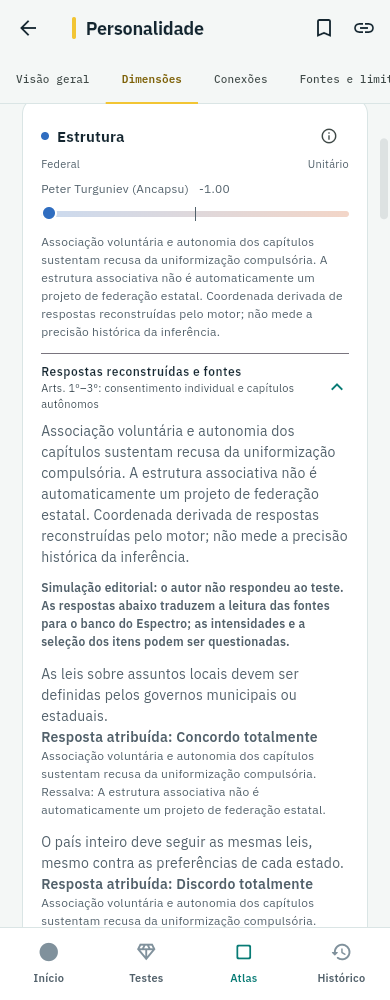 Personalidade
Visão geral
Dimensões
Conexões
Fontes e limit
Estrutura
Federal
Unitário
Peter Turguniev (Ancapsu) -1.00
Associação voluntária e autonomia dos capítulos
sustentam recusa da uniformização compulsória. A
estrutura associativa não é automaticamente um
projeto de federação estatal. Coordenada derivada de
respostas reconstruídas pelo motor; não mede a
precisão histórica da inferência.
Respostas reconstruídas e fontes
Arts. 1º–3º: consentimento individual e capítulos
autônomos
Associação voluntária e autonomia dos
capítulos sustentam recusa da uniformização
compulsória. A estrutura associativa não é
automaticamente um projeto de federação
estatal. Coordenada derivada de respostas
reconstruídas pelo motor; não mede a precisão
histórica da inferência.
Simulação editorial: o autor não respondeu ao teste.
As respostas abaixo traduzem a leitura das fontes
para o banco do Espectro; as intensidades e a
seleção dos itens podem ser questionadas.
As leis sobre assuntos locais devem ser
definidas pelos governos municipais ou
estaduais.
Resposta atribuída: Concordo totalmente
Associação voluntária e autonomia dos capítulos
sustentam recusa da uniformização compulsória.
Ressalva: A estrutura associativa não é
automaticamente um projeto de federação estatal.
O país inteiro deve seguir as mesmas leis,
mesmo contra as preferências de cada estado.
Resposta atribuída: Discordo totalmente
Associação voluntária e autonomia dos capítulos
sustentam recusa da uniformização compulsória.
Início
Testes
Atlas
Histórico